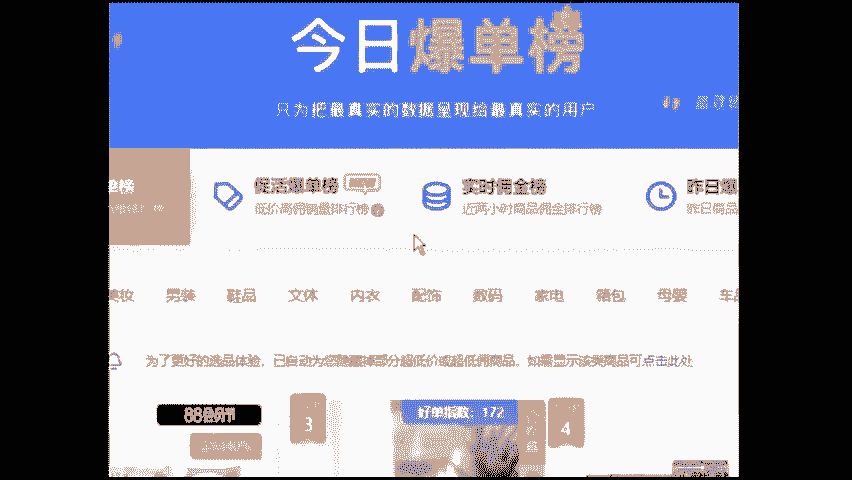 今日爆单榜
只为把最真实的数据呈现给最真实的用户
单榜
促活爆单榜
实时佣金榜
昨日爆
低价高佣销量排行榜
近两小时商品佣金排行榜
昨日商品
美妆 男装 鞋品 文体 内衣 配饰 数码 家电 箱包 母婴 车品
为了更好的选品体验，已自动为您隐藏掉部分超低价或超低佣商品。如需显示该类商品可点击此处
88会员节
3
好单指数：172
4